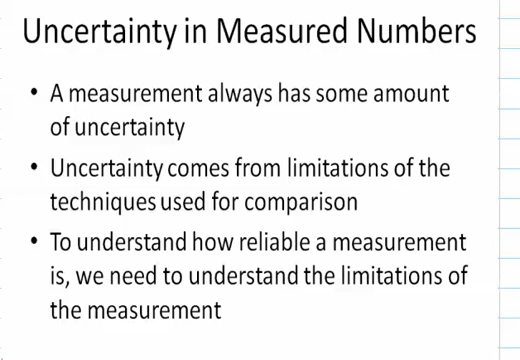 Uncertainty in Measured Numbers
• A measurement always has some amount
of uncertainty
• Uncertainty comes from limitations of the
techniques used for comparison
• To understand how reliable a measurement
is, we need to understand the limitations of
the measurement